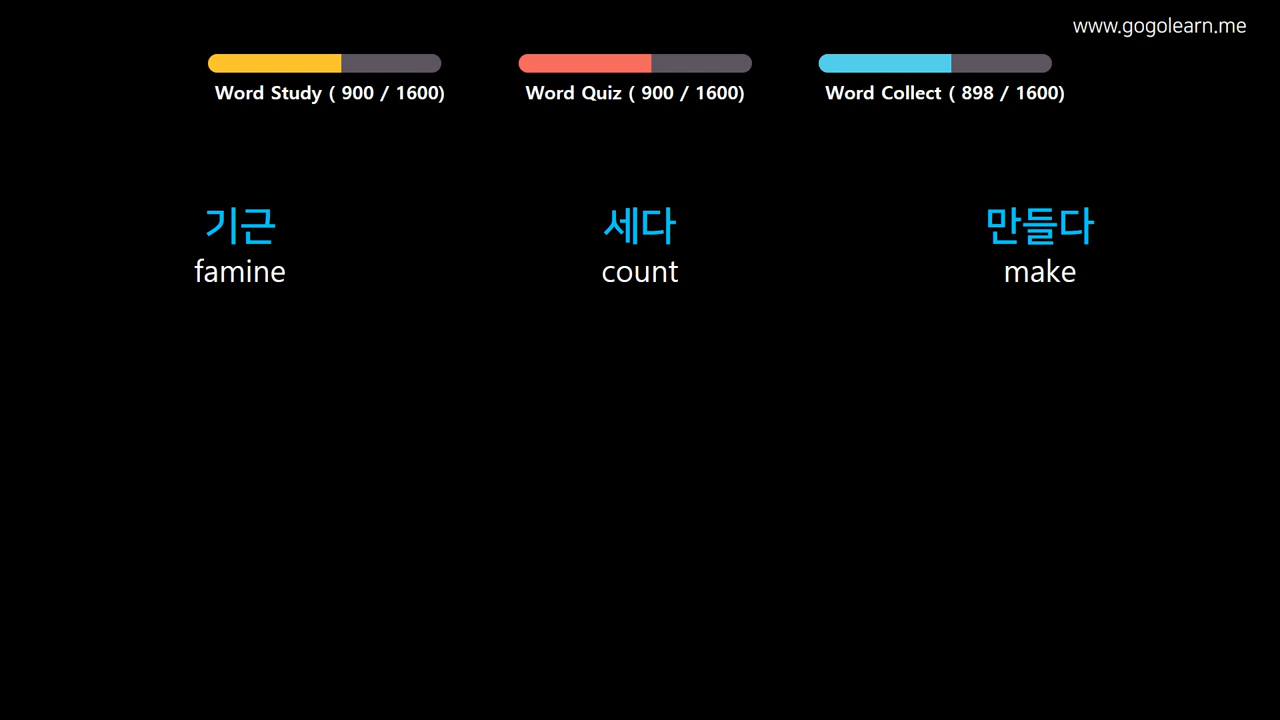 www.gogolearn.me
Word Study ( 900 / 1600)
Word Quiz ( 900 / 1600)
Word Collect ( 898 / 1600)
기근
famine
세다
count
만들다
make